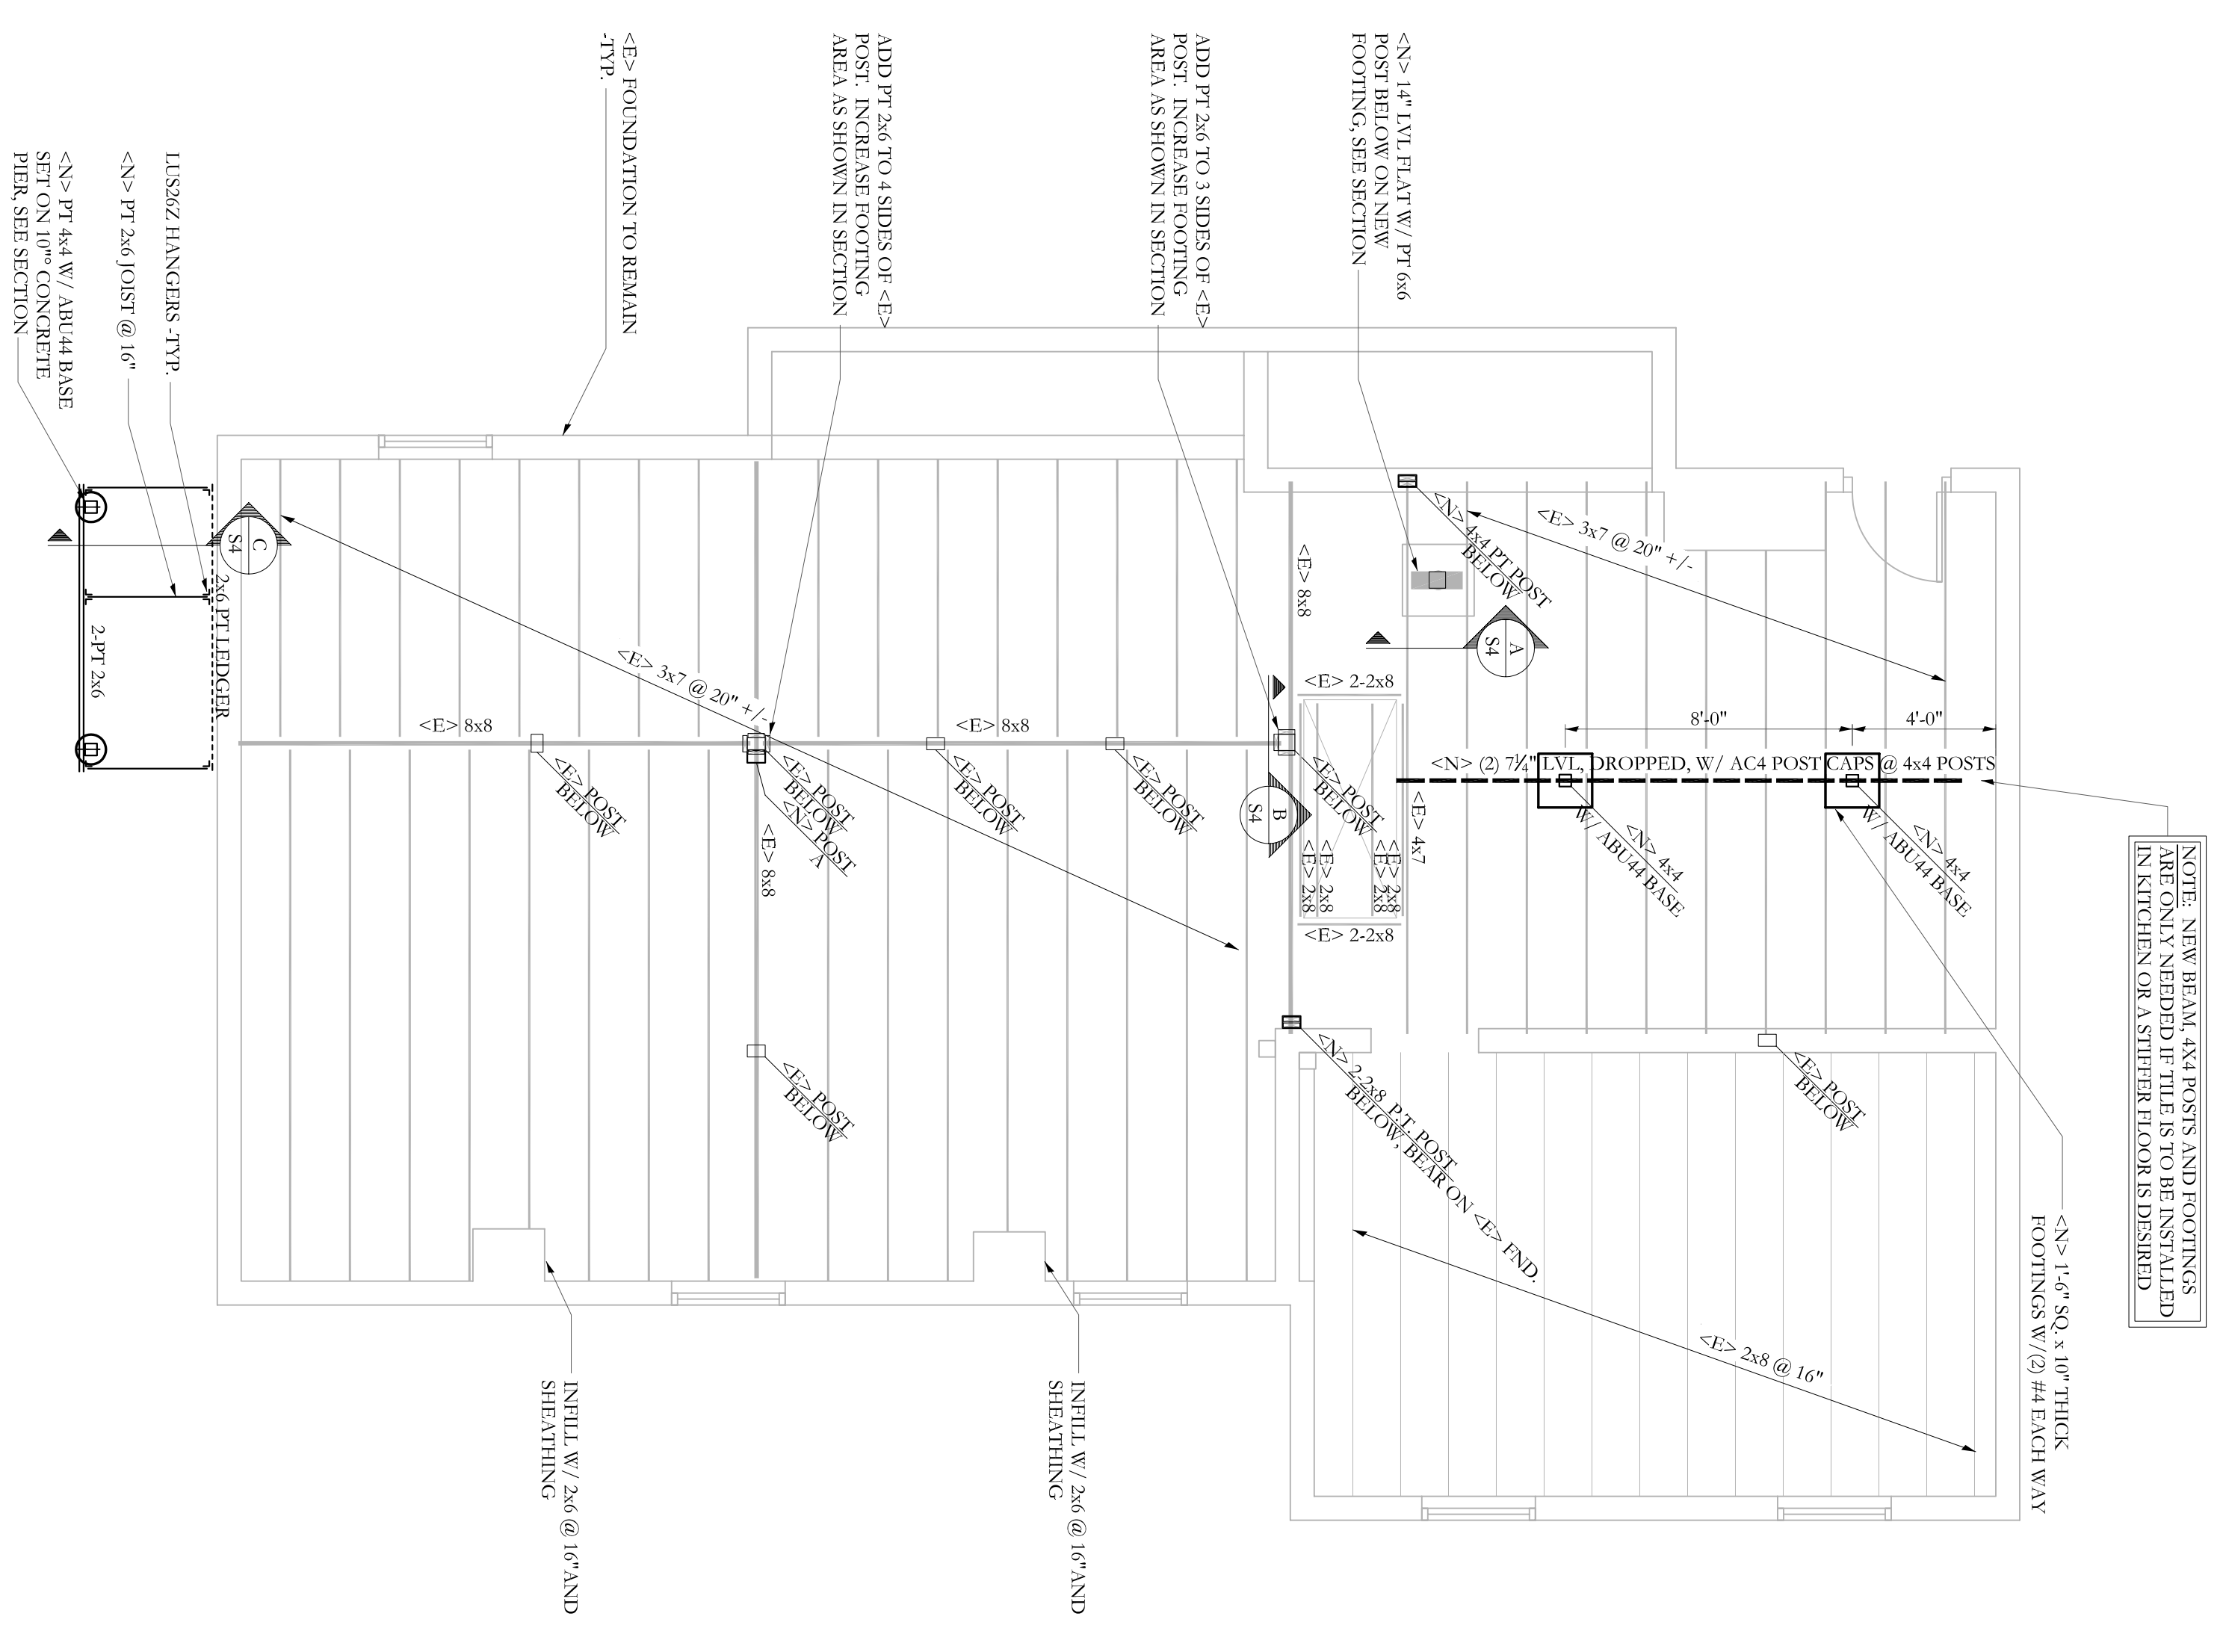 <E> FOUNDATION TO REMAIN
-TYP.
ADD PT 2x6 TO 4 SIDES OF <E>
POST.  INCREASE FOOTING
AREA AS SHOWN IN SECTION
ADD PT 2x6 TO 3 SIDES OF <E>
POST.  INCREASE FOOTING
AREA AS SHOWN IN SECTION
<N> 14" LVL FLAT W/ PT 6x6
POST BELOW ON NEW
FOOTING, SEE SECTION
LUS26Z HANGERS -TYP.
<N> PT 2x6 JOIST @ 16"
<N> PT 4x4 W/ ABU44 BASE
SET ON 10"° CONCRETE
PIER, SEE SECTION
C
S4
2x6 PT LEDGER
2-PT 2x6
<E> 3x7 @ 20" +/-
<E> 8x8
<E> 8x8
<E> 8x8
<E> 8x8
<E> POST
BELOW
<E> POST
BELOW
<N> POST
A
<E> POST
BELOW
<E> POST
BELOW
<E> POST
BELOW
<E> POST
BELOW
<N> 4x4 PT POST
BELOW
<E> 3x7 @ 20" +/-
A
S4
B
S4
<E> 2-2x8
<E> 2x8
<E> 2x8
<E> 2x8
<E> 2x8
<E> 4x7
<E> 2-2x8
8'-0"
4'-0"
<N> (2) 7¼" LVL, DROPPED, W/ AC4 POST CAPS @ 4x4 POSTS
<N> 4x4
W/ ABU44 BASE
<N> 4x4
W/ ABU44 BASE
<N> 2-2x8 P.T. POST
BELOW, BEAR ON <E> FND.
<E> POST
BELOW
<E> 2x8 @ 16"
NOTE:  NEW BEAM, 4X4 POSTS AND FOOTINGS
ARE ONLY NEEDED IF TILE IS TO BE INSTALLED
IN KITCHEN OR A STIFFER FLOOR IS DESIRED
<N> 1'-6" SQ. x 10" THICK
FOOTINGS W/(2) #4 EACH WAY
INFILL W/ 2x6 @ 16"AND
SHEATHING
INFILL W/ 2x6 @ 16"AND
SHEATHING